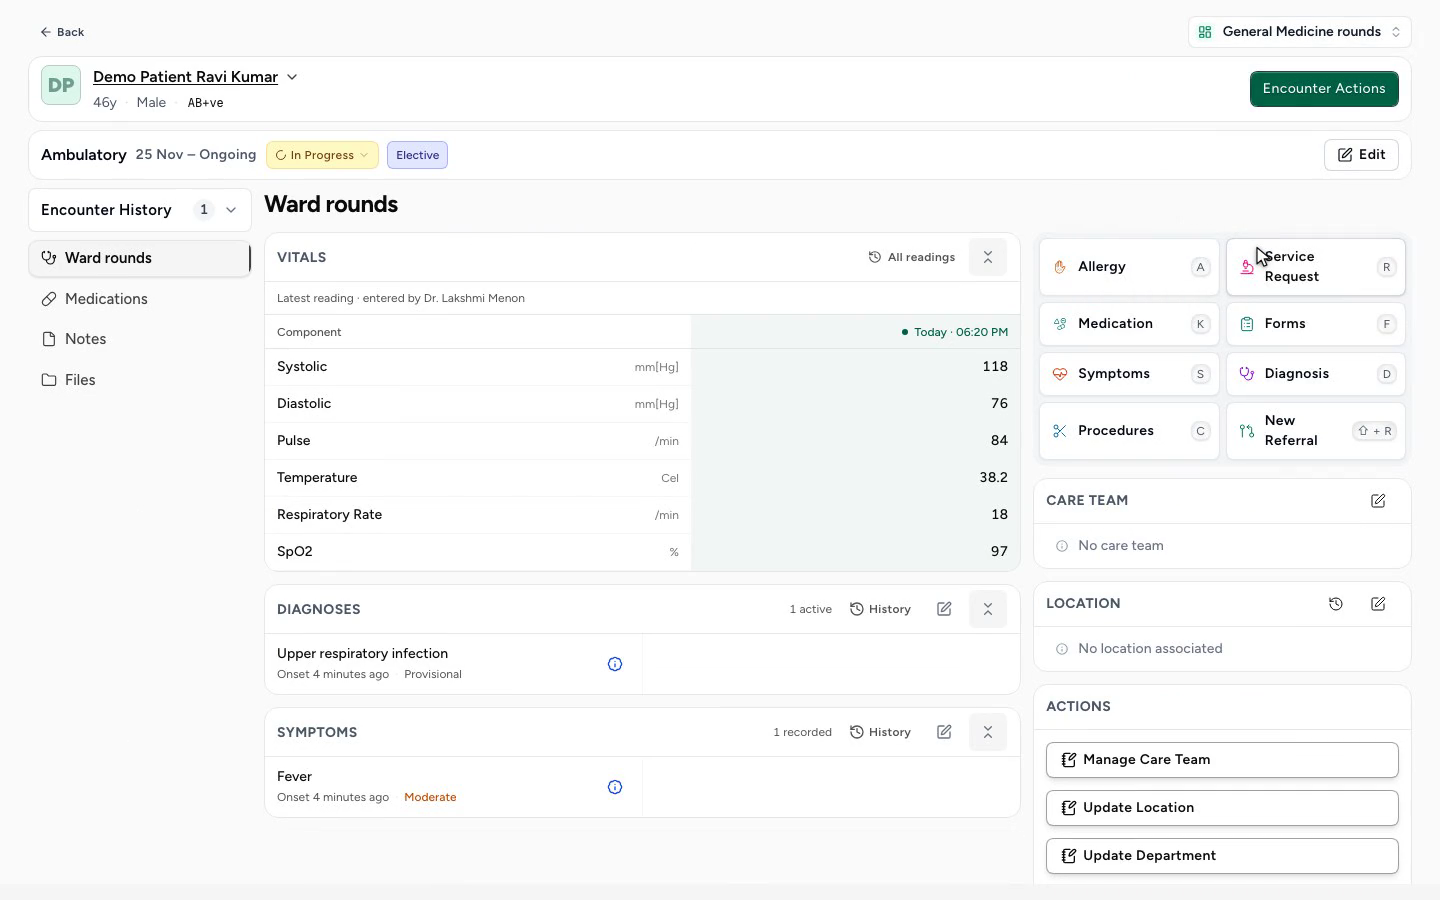 Back
General Medicine rounds
DP
Demo Patient Ravi Kumar
46y · Male · AB+ve
Encounter Actions
Ambulatory 25 Nov – Ongoing In Progress Elective
Edit
Encounter History 1
Ward rounds
Medications
Notes
Files
Ward rounds
VITALS All readings
Latest reading · entered by Dr. Lakshmi Menon
Component Today · 06:20 PM
Systolic mm[Hg] 118
Diastolic mm[Hg] 76
Pulse /min 84
Temperature Cel 38.2
Respiratory Rate /min 18
SpO2 % 97
DIAGNOSES 1 active History
Upper respiratory infection
Onset 4 minutes ago · Provisional
SYMPTOMS 1 recorded History
Fever
Onset 4 minutes ago · Moderate
Allergy A
Service
Request R
Medication K
Forms F
Symptoms S
Diagnosis D
Procedures C
New
Referral ⇧ + R
CARE TEAM
No care team
LOCATION
No location associated
ACTIONS
Manage Care Team
Update Location
Update Department